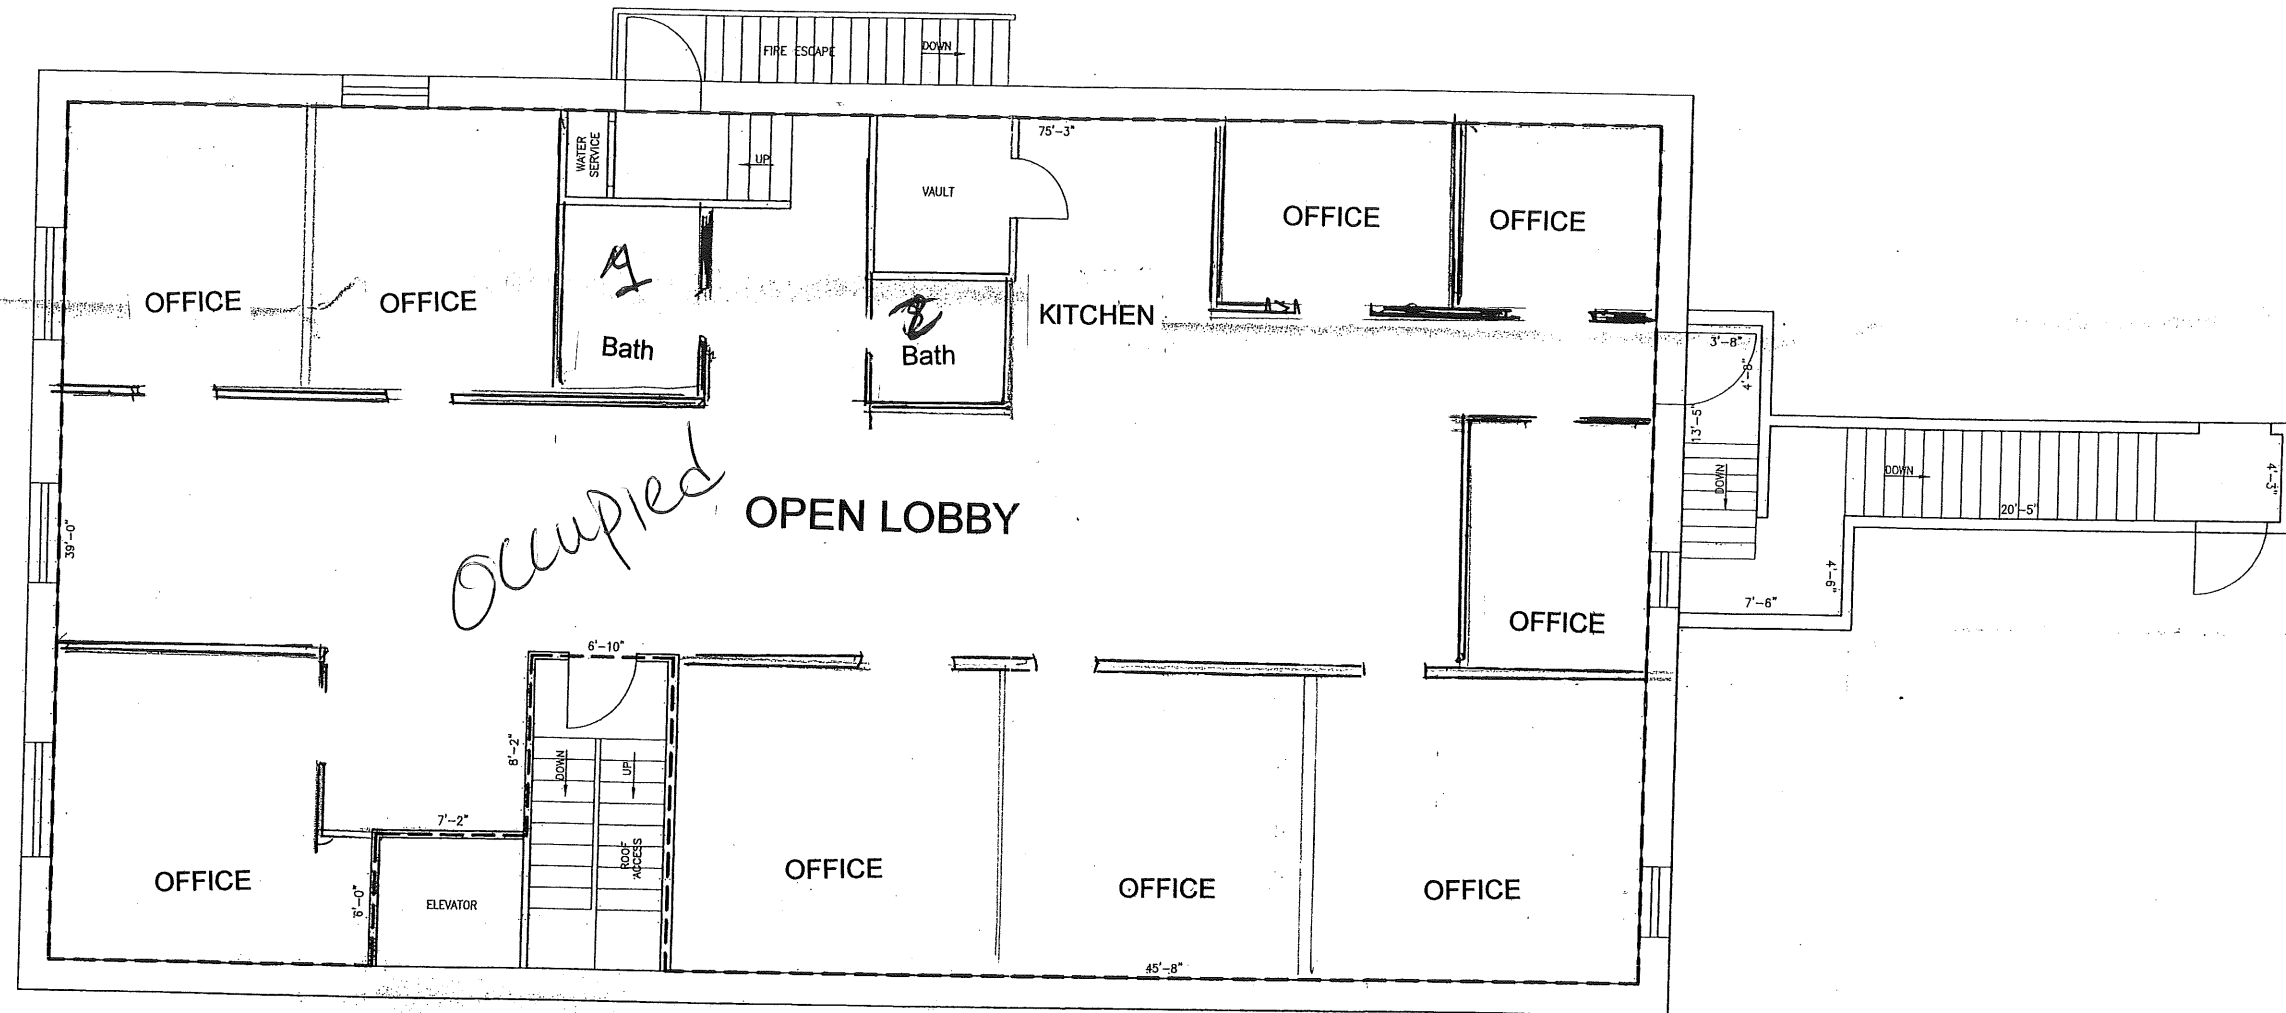 FIRE ESCAPE
DOWN
WATER
SERVICE
UP
VAULT
75'-3"
OFFICE
OFFICE
OFFICE
OFFICE
Bath
Bath
KITCHEN
3'-8"
4'-8"
13'-5"
DOWN
DOWN
20'-5"
4'-3"
4'-6"
7'-6"
39'-0"
Occupied
OPEN LOBBY
OFFICE
6'-10"
8'-2"
DOWN
UP
ROOF
ACCESS
7'-2"
6'-0"
ELEVATOR
OFFICE
OFFICE
OFFICE
OFFICE
45'-8"